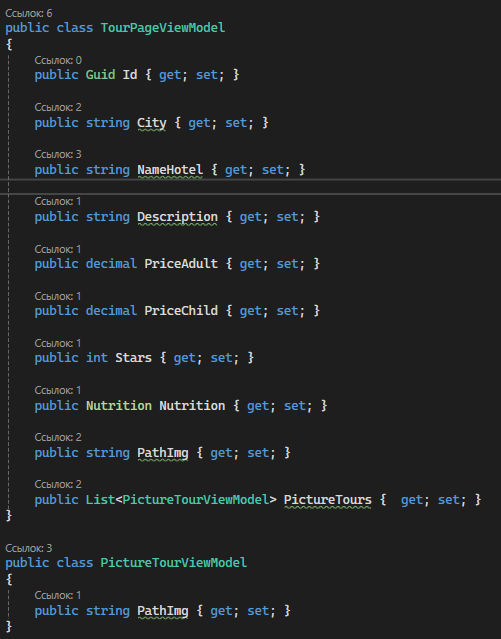 Ссылок: 6
public class TourPageViewModel
{
Ссылок: 0
public Guid Id { get; set; }
Ссылок: 2
public string City { get; set; }
Ссылок: 3
public string NameHotel { get; set; }
Ссылок: 1
public string Description { get; set; }
Ссылок: 1
public decimal PriceAdult { get; set; }
Ссылок: 1
public decimal PriceChild { get; set; }
Ссылок: 1
public int Stars { get; set; }
Ссылок: 1
public Nutrition Nutrition { get; set; }
Ссылок: 2
public string PathImg { get; set; }
Ссылок: 2
public List<PictureTourViewModel> PictureTours {  get; set; }
}
Ссылок: 3
public class PictureTourViewModel
{
Ссылок: 1
public string PathImg { get; set; }
}